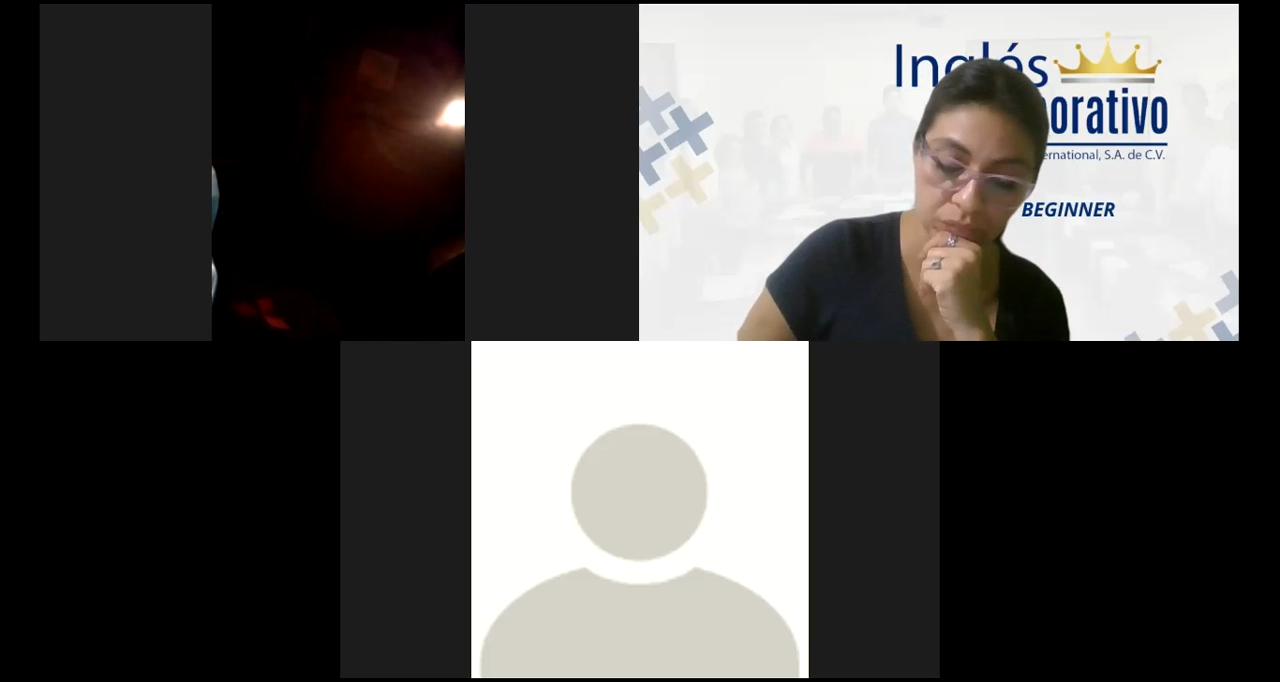 Inglés
orativo
ernational, S.A. de C.V.
BEGINNER